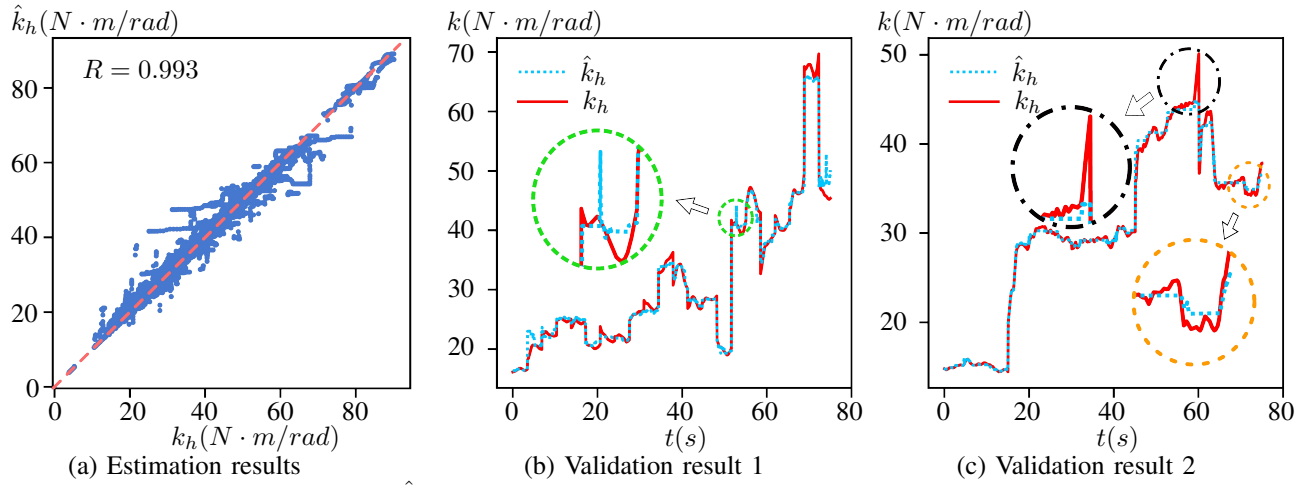 k̂_h(N · m/rad)
R = 0.993
80
60
40
20
0
0 20 40 60 80
k_h(N · m/rad)
(a) Estimation results
k(N · m/rad)
70
60
50
40
30
20
k̂_h
k_h
0 20 40 60 80
t(s)
(b) Validation result 1
k(N · m/rad)
50
40
30
20
k̂_h
k_h
0 20 40 60 80
t(s)
(c) Validation result 2